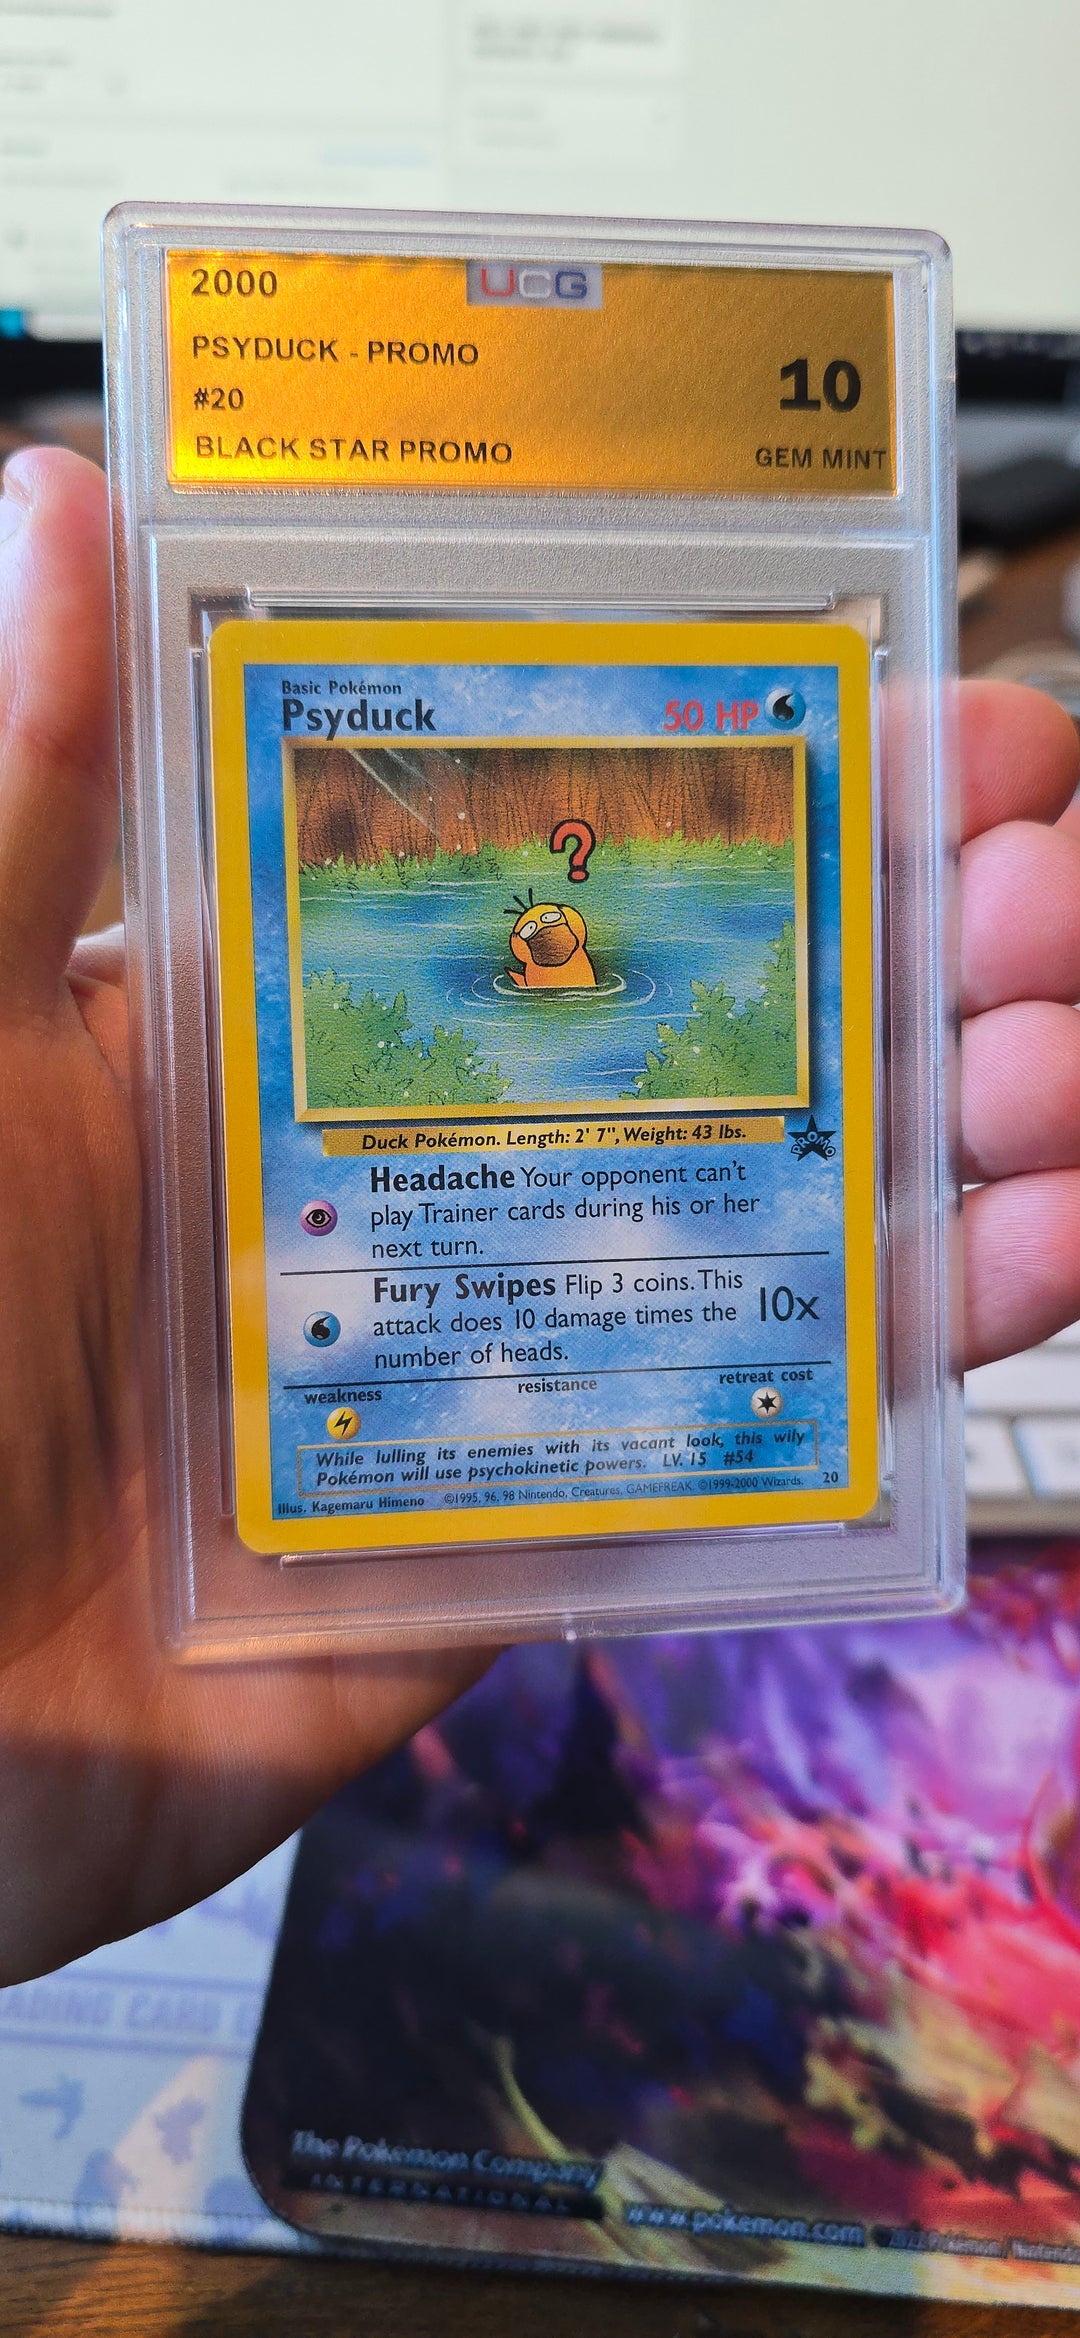 2000
UCG
PSYDUCK - PROMO
#20
10
BLACK STAR PROMO
GEM MINT
Basic Pokémon
Psyduck
50 HP
?
Duck Pokémon. Length: 2' 7", Weight: 43 lbs.
PROMO
Headache Your opponent can't
play Trainer cards during his or her
next turn.
Fury Swipes Flip 3 coins. This
attack does 10 damage times the
number of heads.
10x
weakness
resistance
retreat cost
While lulling its enemies with its vacant look, this wily
Pokémon will use psychokinetic powers. LV. 15 #54
Illus. Kagemaru Himeno ©1995, 96, 98 Nintendo, Creatures, GAMEFREAK. ©1999-2000 Wizards. 20
The Pokémon Company
INTERNATIONAL
www.pokemon.com